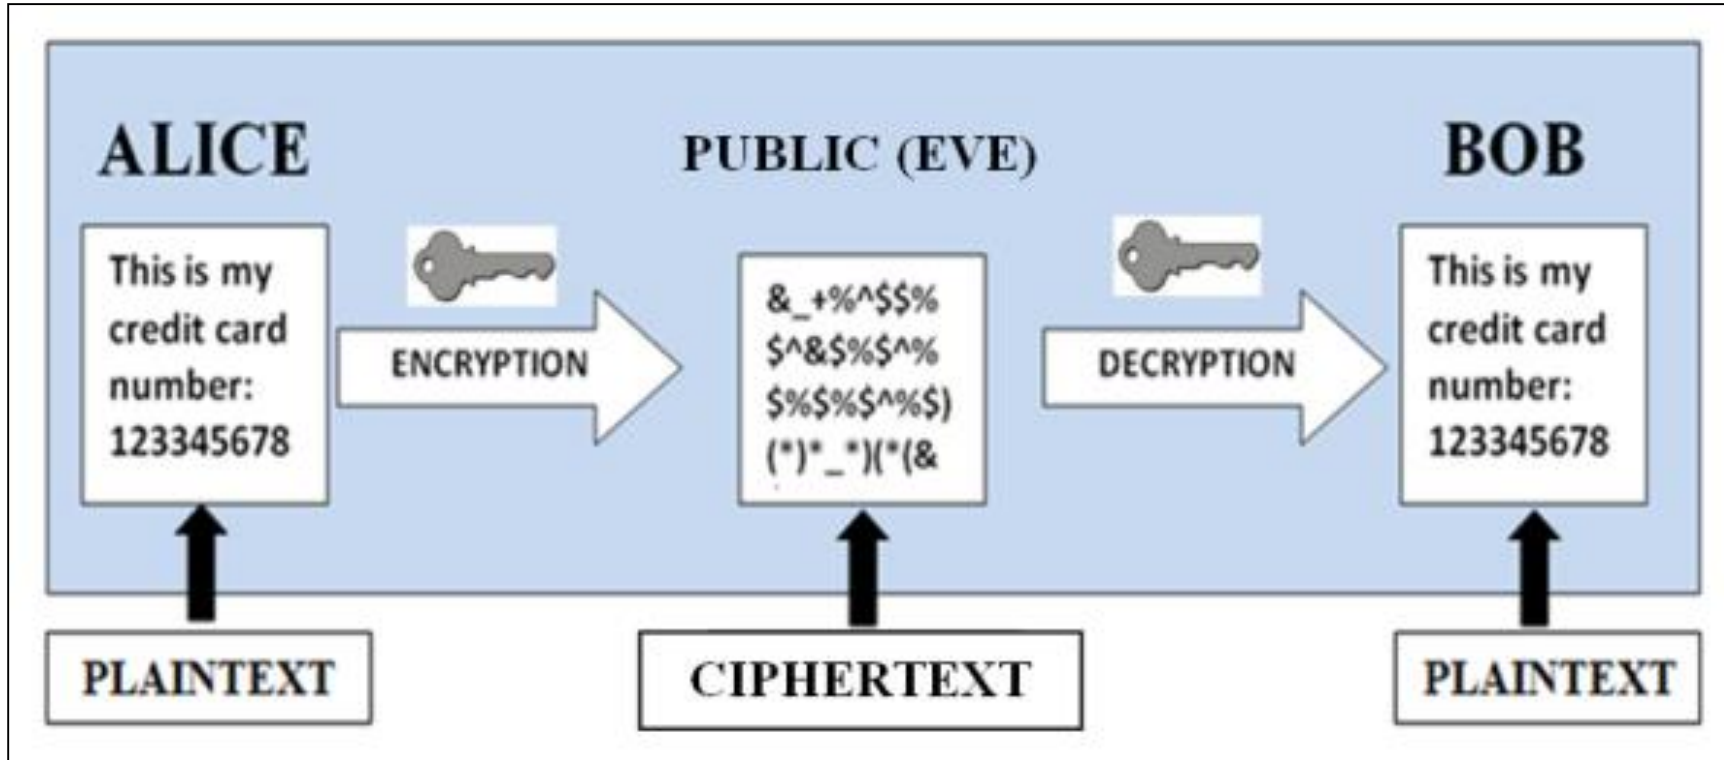 ALICE
PUBLIC (EVE)
BOB
This is my
credit card
number:
123345678
ENCRYPTION
&_+%^$$%
$^&$%$^%
$%$%$^%$)
(*)*_*)(*(&
DECRYPTION
This is my
credit card
number:
123345678
PLAINTEXT
CIPHERTEXT
PLAINTEXT